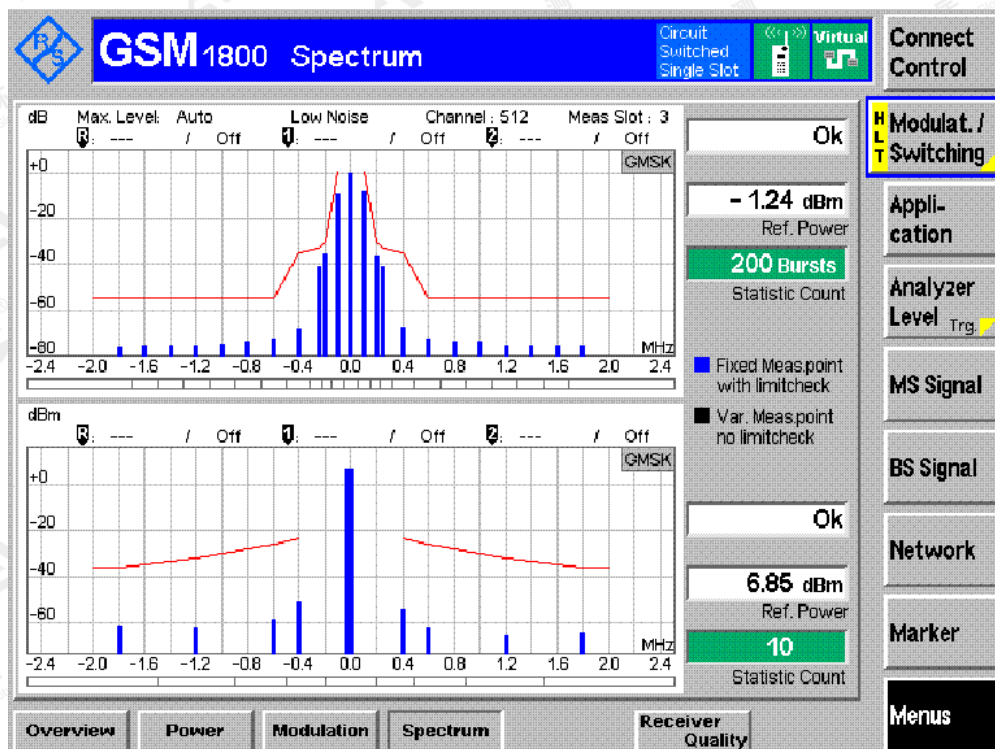 R/S
GSM 1800 Spectrum
Circuit
Switched
Single Slot
Virtual
Connect
Control
dB Max. Level: Auto Low Noise Channel : 512 Meas Slot : 3
R: --- / Off 1: --- / Off 2: --- / Off
GMSK
+0
-20
-40
-60
-80
MHz
-2.4 -2.0 -1.6 -1.2 -0.8 -0.4 0.0 0.4 0.8 1.2 1.6 2.0 2.4
Ok
- 1.24 dBm
Ref. Power
200 Bursts
Statistic Count
Fixed Meas.point
with limitcheck
Var. Meas.point
no limitcheck
dBm
R: --- / Off 1: --- / Off 2: --- / Off
GMSK
+0
-20
-40
-60
MHz
-2.4 -2.0 -1.6 -1.2 -0.8 -0.4 0.0 0.4 0.8 1.2 1.6 2.0 2.4
Ok
6.85 dBm
Ref. Power
10
Statistic Count
HLT
Modulat. /
Switching
Appli-
cation
Analyzer
Level Trg.
MS Signal
BS Signal
Network
Marker
Menus
Overview Power Modulation Spectrum
Receiver
Quality